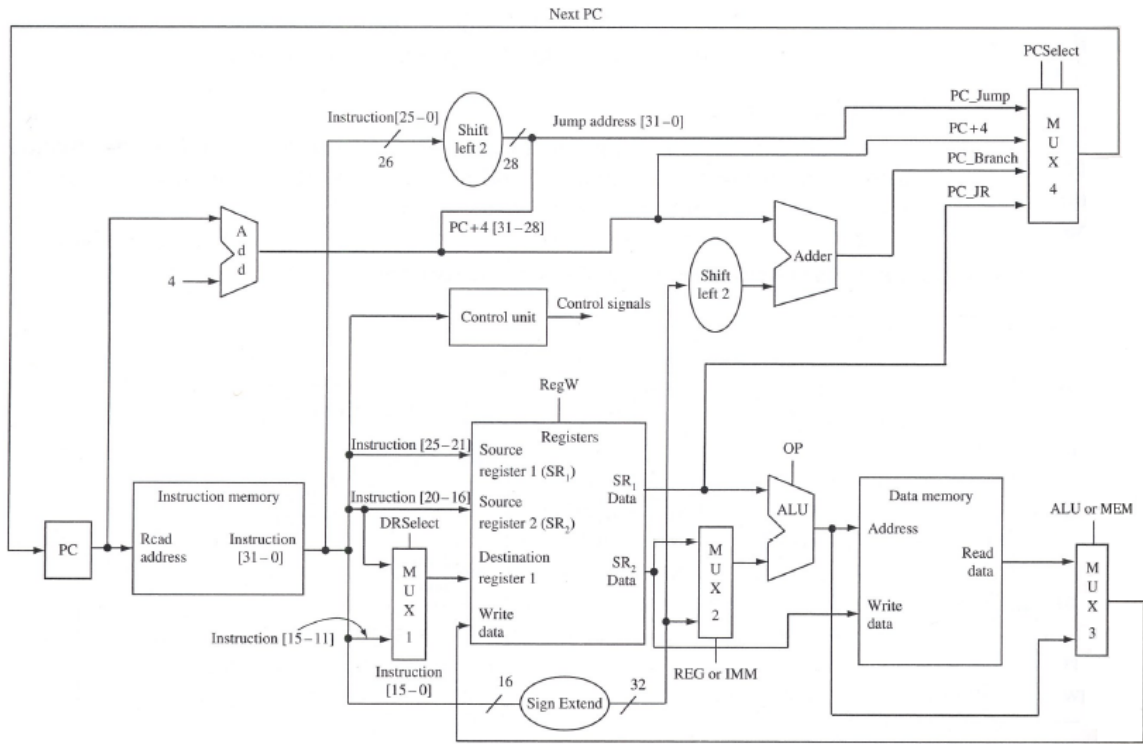 Next PC
PCSelect
PC_Jump
Instruction[25–0]
Shift
left 2
Jump address [31–0]
26
28
PC+4
M
U
X
4
PC_Branch
PC_JR
A
d
d
PC+4 [31–28]
4
Adder
Shift
left 2
Control unit
Control signals
RegW
Registers
Instruction [25–21]
Source
register 1 (SR1)
OP
Instruction [20–16]
Source
register 2 (SR2)
SR1
Data
ALU
Instruction memory
Read
address
Instruction
[31–0]
PC
DRSelect
M
U
X
1
Destination
register 1
SR2
Data
M
U
X
2
Data memory
Address
Read
data
Write
data
ALU or MEM
M
U
X
3
Write
data
Instruction [15–11]
Instruction
[15–0]
REG or IMM
16
Sign Extend
32